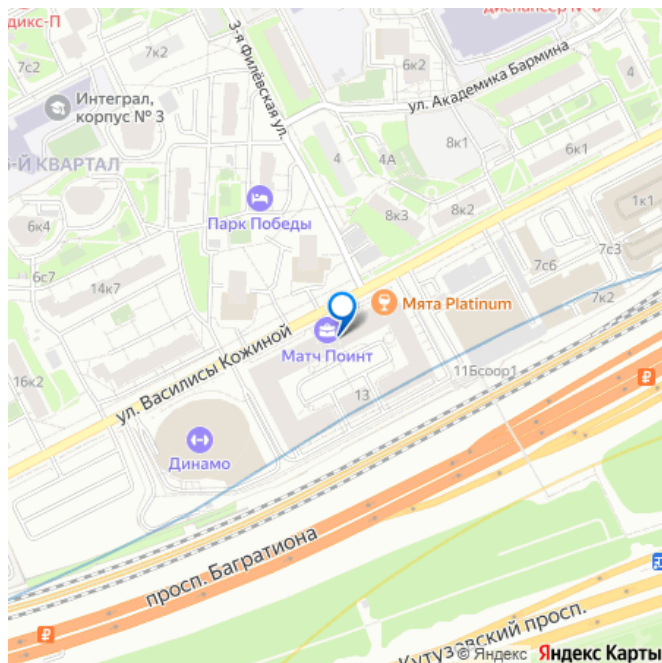 дикс-П
диспансер № 8
7к2
7с2
6к2
4
3-я Филёвская ул.
ул. Академика Бармина
Интеграл,
корпус № 3
8к1
6к1
4
4А
Й КВАРТАЛ
8к3
8к2
1к1
Парк Победы
6к4
7с3
7с6
6с7
14к7
7к2
Мята Platinum
ул. Василисы Кожиной
Матч Поинт
11Бсоор1
16к2
13
Динамо
просп. Багратиона
Кутузовский просп.
© Яндекс Яндекс Карты